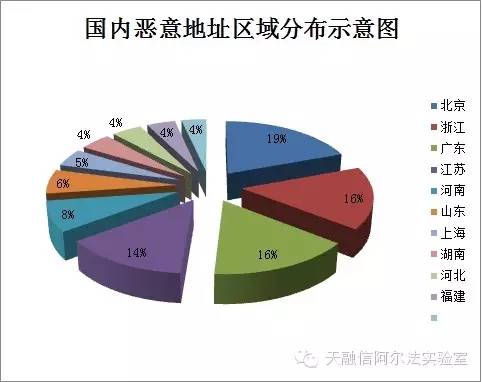 国内恶意地址区域分布示意图
4%
4%
4%
4%
5%
6%
8%
14%
16%
16%
19%
北京
浙江
广东
江苏
河南
山东
上海
湖南
河北
福建
天融信阿尔法实验室